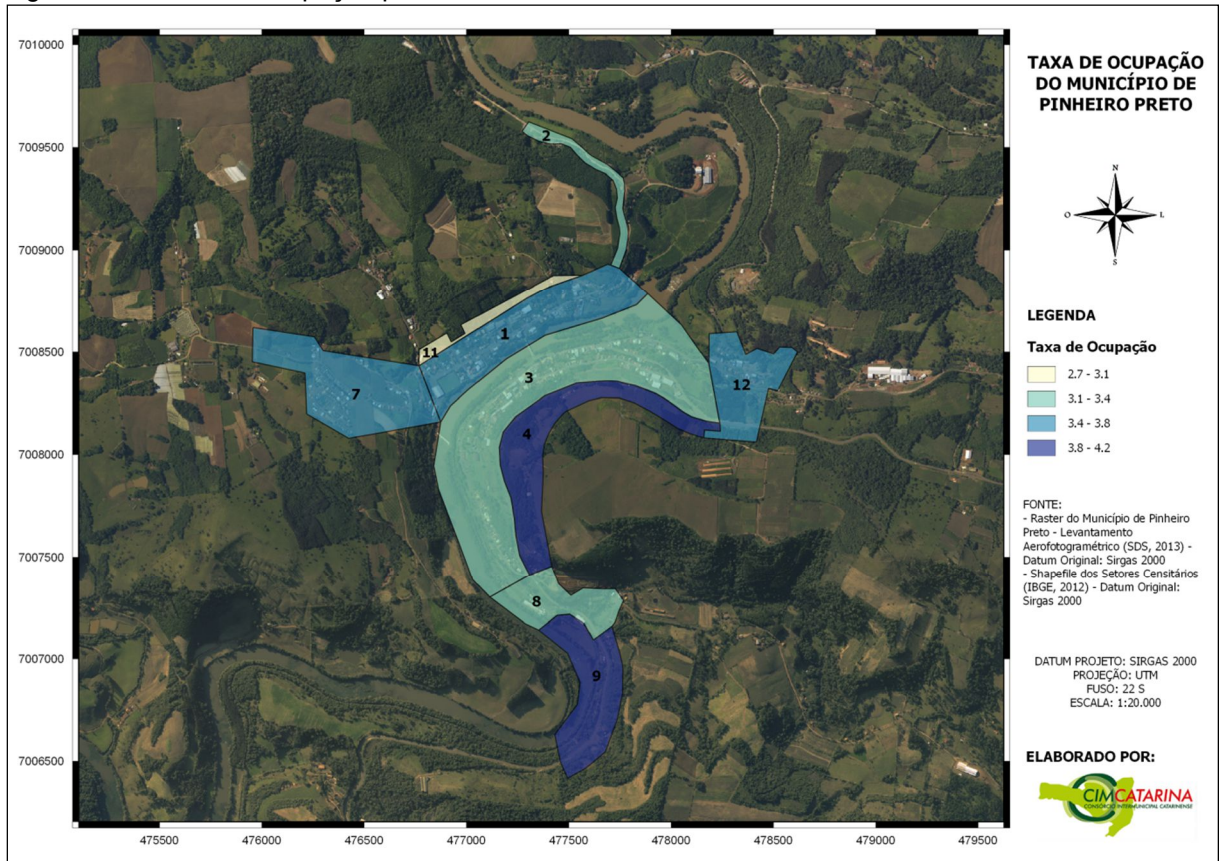 TAXA DE OCUPAÇÃO
DO MUNICÍPIO DE
PINHEIRO PRETO
N
O
L
S
LEGENDA
Taxa de Ocupação
2.7 - 3.1
3.1 - 3.4
3.4 - 3.8
3.8 - 4.2
FONTE:
- Raster do Município de Pinheiro
Preto - Levantamento
Aerofotogramétrico (SDS, 2013) -
Datum Original: Sirgas 2000
- Shapefile dos Setores Censitários
(IBGE, 2012) - Datum Original:
Sirgas 2000
DATUM PROJETO: SIRGAS 2000
PROJEÇÃO: UTM
FUSO: 22 S
ESCALA: 1:20.000
ELABORADO POR:
CIMCATARINA
CONSÓRCIO INTERMUNICIPAL CATARINENSE
7010000
7009500
7009000
7008500
7008000
7007500
7007000
7006500
2
1
11
3
7
12
4
8
9
475500
476000
476500
477000
477500
478000
478500
479000
479500